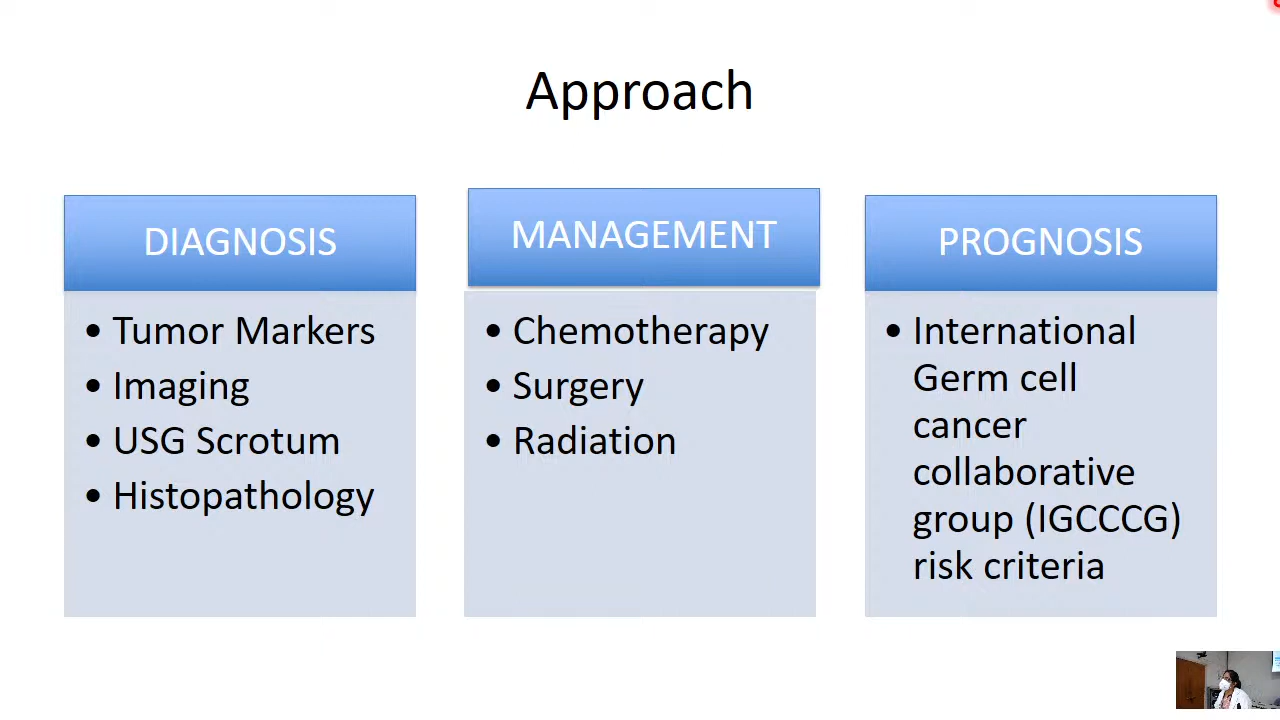 Approach
DIAGNOSIS
• Tumor Markers
• Imaging
• USG Scrotum
• Histopathology
MANAGEMENT
• Chemotherapy
• Surgery
• Radiation
PROGNOSIS
• International
Germ cell
cancer
collaborative
group (IGCCCG)
risk criteria